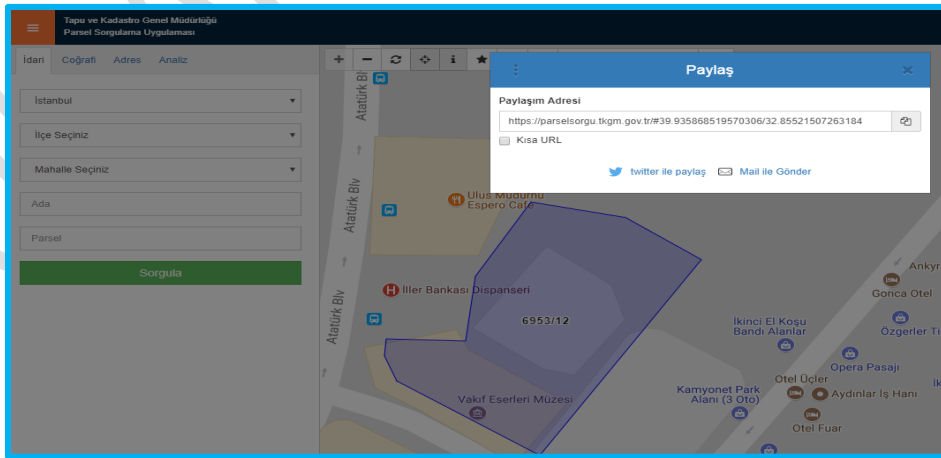 Tapu ve Kadastro Genel Müdürlüğü
Parsel Sorgulama Uygulaması
İdari Coğrafi Adres Analiz
İstanbul
İlçe Seçiniz
Mahalle Seçiniz
Ada
Parsel
Sorgula
Paylaş
Paylaşım Adresi
https://parselsorgu.tkgm.gov.tr/#39.935868519570306/32.85521507263184
Kısa URL
twitter ile paylaş Mail ile Gönder
Atatürk Bl
Atatürk Blv
Atatürk Blv
Ulus Müdürnü
Espero Cafe
İller Bankası Dispanseri
6953/12
Vakıf Eserleri Müzesi
Ankyr
Gonca Otel
İkinci El Koşu
Bandı Alanlar
Özgerler Ti
Opera Pasajı
Otel Üçler
Kamyonet Park
Alanı (3 Oto)
Aydınlar İş Hanı
Otel Fuar